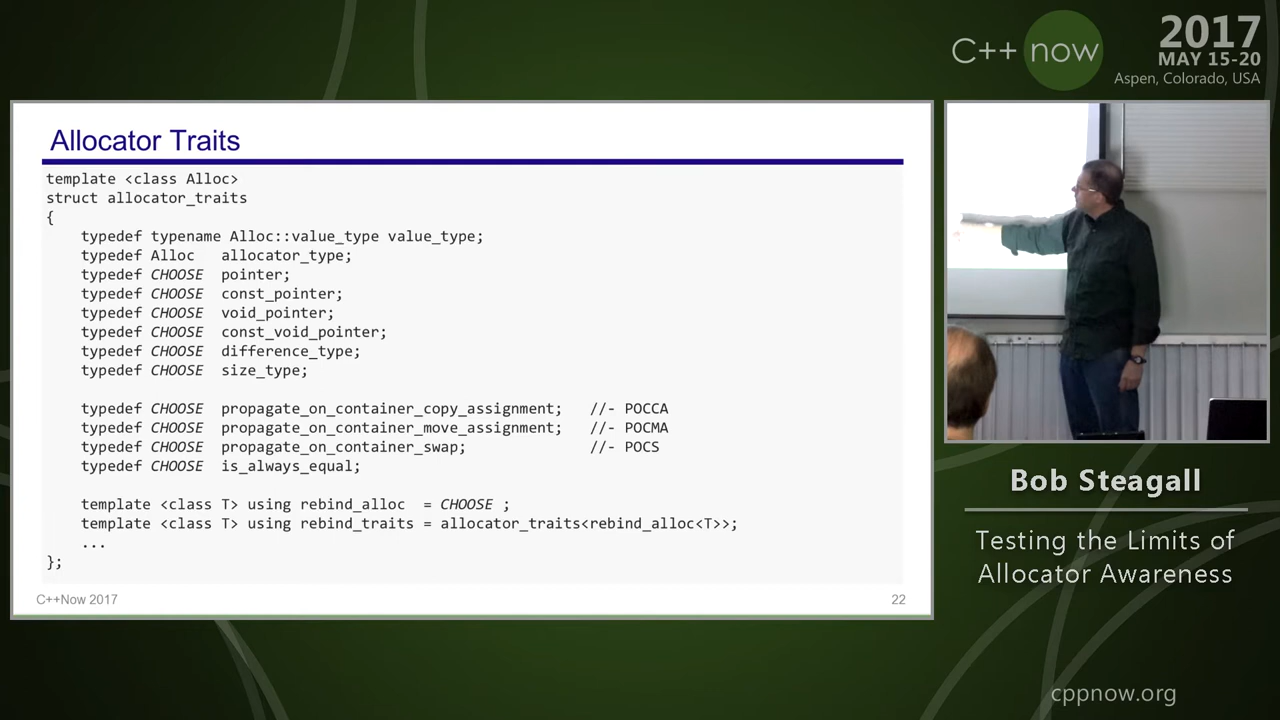 C++ now
2017
MAY 15-20
Aspen, Colorado, USA
Allocator Traits
template <class Alloc>
struct allocator_traits
{
    typedef typename Alloc::value_type value_type;
    typedef Alloc   allocator_type;
    typedef CHOOSE  pointer;
    typedef CHOOSE  const_pointer;
    typedef CHOOSE  void_pointer;
    typedef CHOOSE  const_void_pointer;
    typedef CHOOSE  difference_type;
    typedef CHOOSE  size_type;
    typedef CHOOSE  propagate_on_container_copy_assignment;   //- POCCA
    typedef CHOOSE  propagate_on_container_move_assignment;   //- POCMA
    typedef CHOOSE  propagate_on_container_swap;              //- POCS
    typedef CHOOSE  is_always_equal;
    template <class T> using rebind_alloc  = CHOOSE ;
    template <class T> using rebind_traits = allocator_traits<rebind_alloc<T>>;
    ...
};
C++Now 2017
22
Bob Steagall
Testing the Limits of
Allocator Awareness
cppnow.org